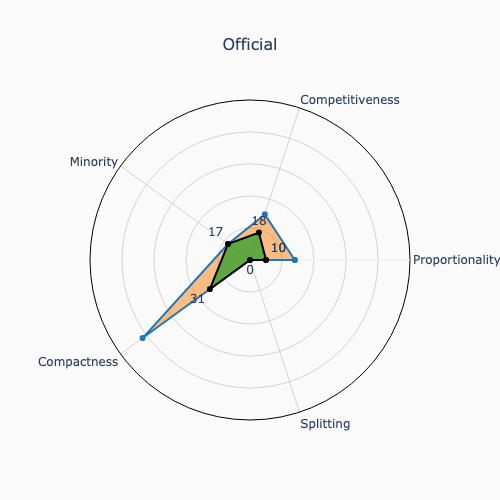 Official
Competitiveness
Minority
17
18
10
Proportionality
0
31
Compactness
Splitting